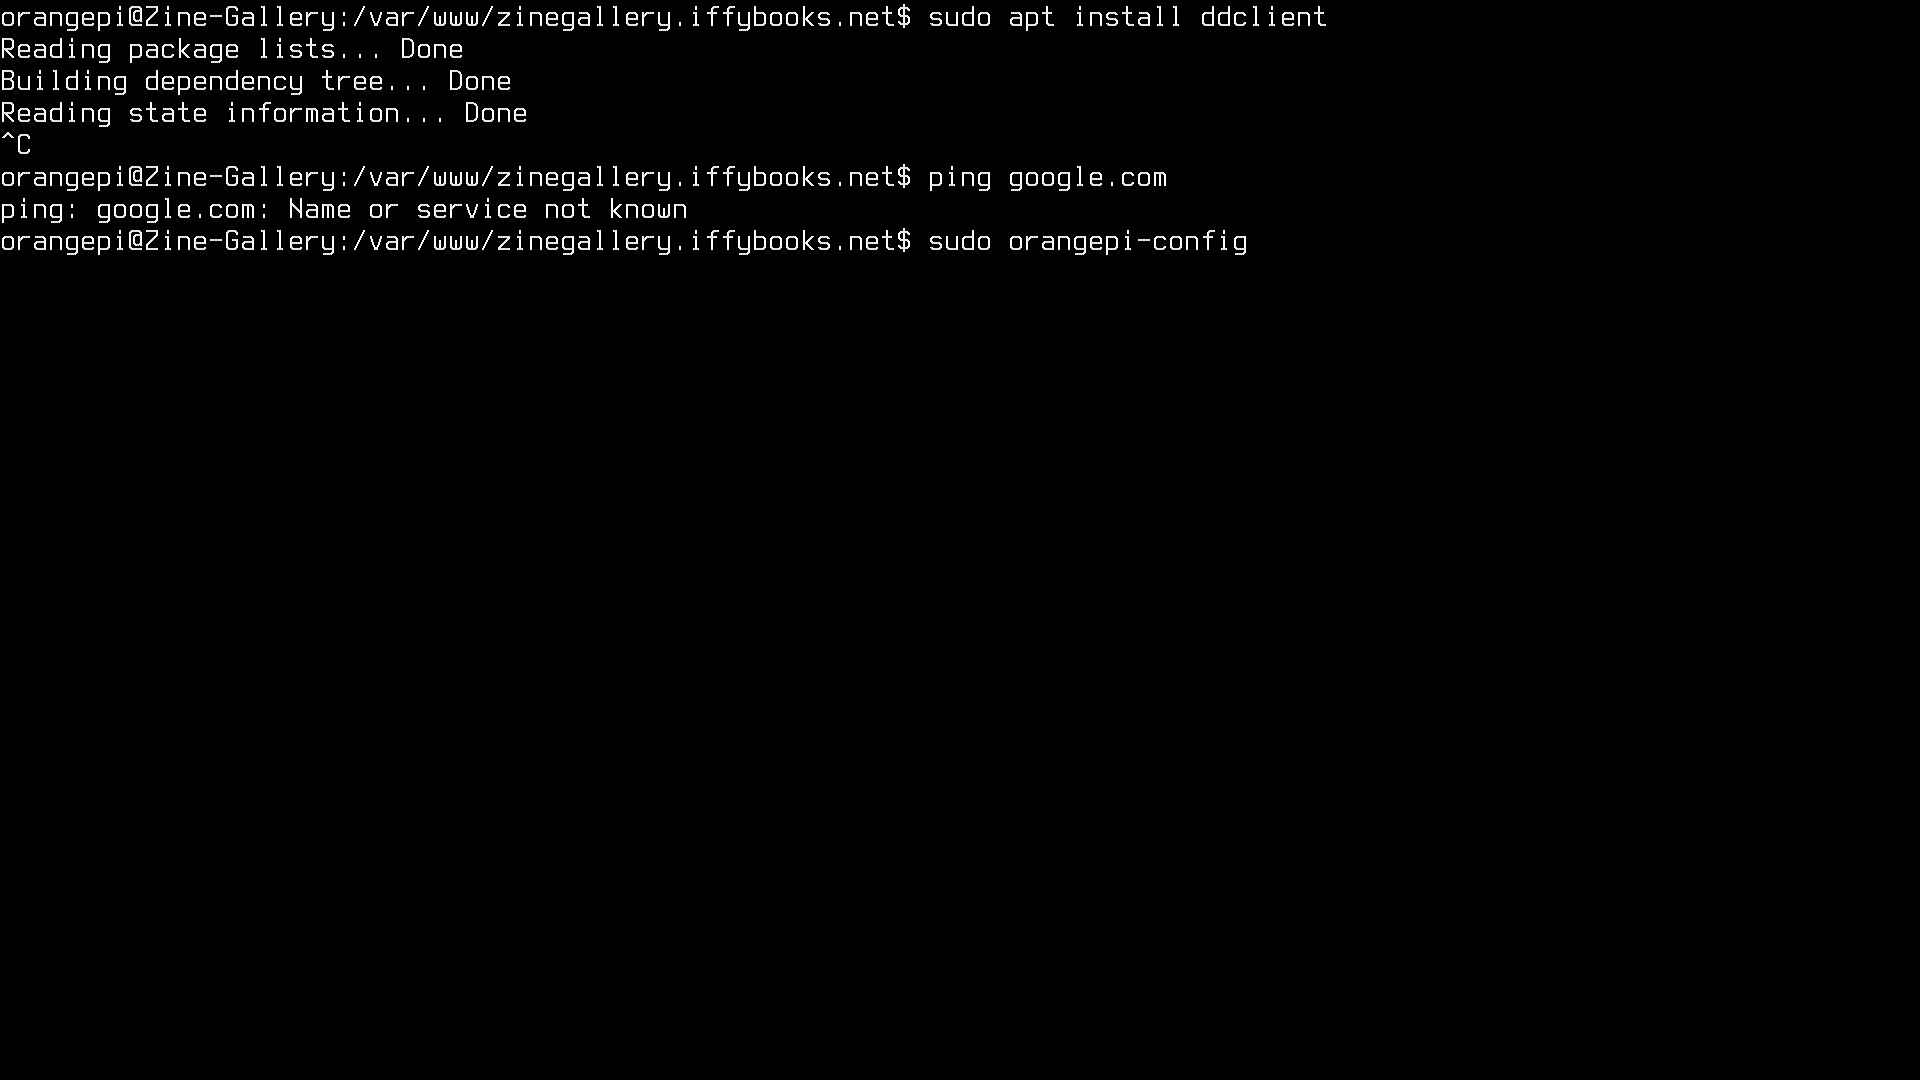 orangepi@Zine-Gallery:/var/www/zinegallery.iffybooks.net$ sudo apt install ddclient
Reading package lists... Done
Building dependency tree... Done
Reading state information... Done
^C
orangepi@Zine-Gallery:/var/www/zinegallery.iffybooks.net$ ping google.com
ping: google.com: Name or service not known
orangepi@Zine-Gallery:/var/www/zinegallery.iffybooks.net$ sudo orangepi-config